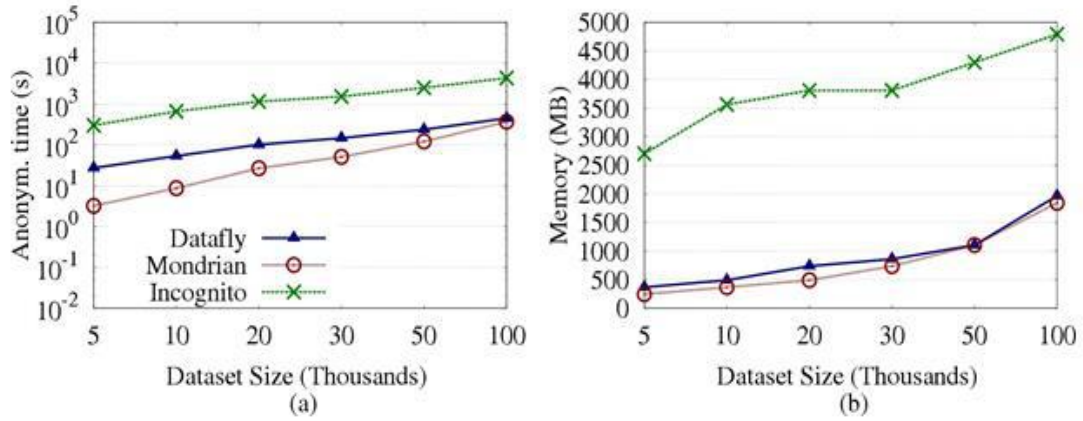 10^5
10^4
10^3
10^2
10^1
10^0
10^-1
10^-2
Anonym. time (s)
Datafly
Mondrian
Incognito
5 10 20 30 50 100
Dataset Size (Thousands)
(a)
5000
4500
4000
3500
3000
2500
2000
1500
1000
500
0
Memory (MB)
5 10 20 30 50 100
Dataset Size (Thousands)
(b)